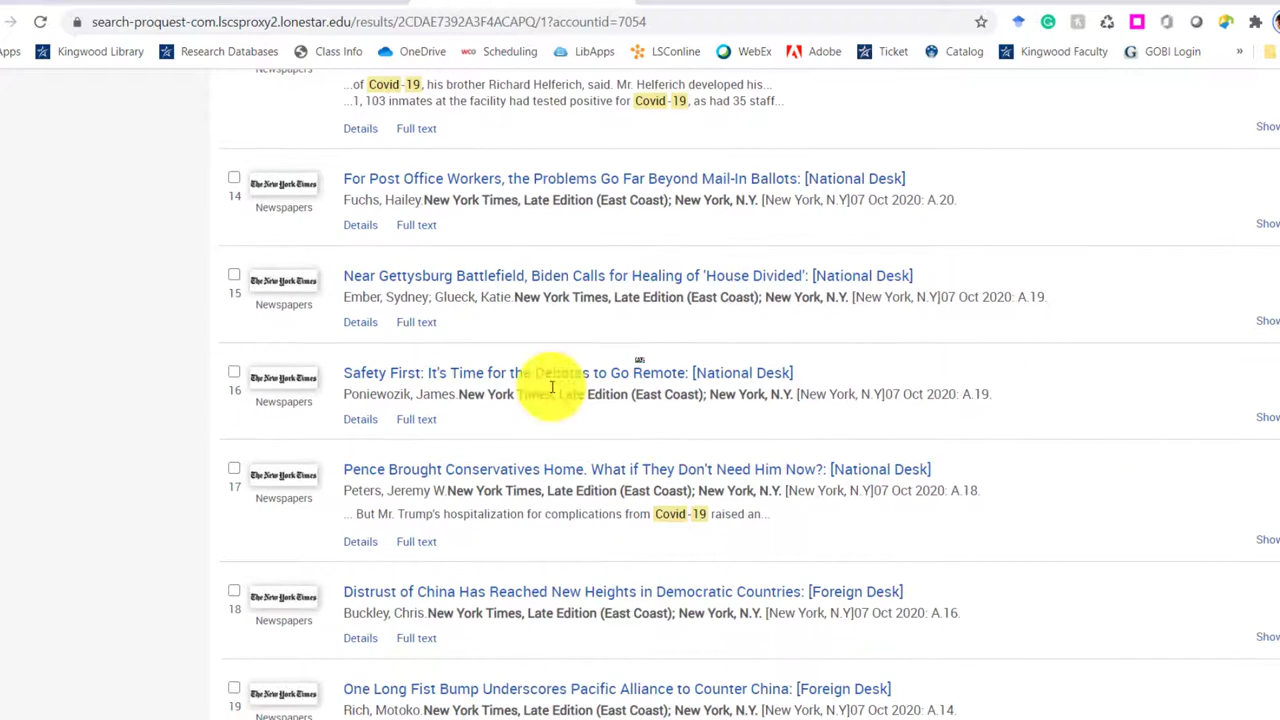 search-proquest-com.lscsproxy2.lonestar.edu/results/2CDAE7392A3F4ACAPQ/1?accountid=7054
Apps Kingwood Library Research Databases Class Info OneDrive Scheduling LibApps LSConline WebEx Adobe Ticket Catalog Kingwood Faculty GOBI Login »
Newspapers
...of Covid-19, his brother Richard Helferich, said. Mr. Helferich developed his...
...1, 103 inmates at the facility had tested positive for Covid-19, as had 35 staff...
Details Full text Show
14 The New York Times Newspapers
For Post Office Workers, the Problems Go Far Beyond Mail-In Ballots: [National Desk]
Fuchs, Hailey.New York Times, Late Edition (East Coast); New York, N.Y. [New York, N.Y]07 Oct 2020: A.20.
Details Full text Show
15 The New York Times Newspapers
Near Gettysburg Battlefield, Biden Calls for Healing of 'House Divided': [National Desk]
Ember, Sydney; Glueck, Katie.New York Times, Late Edition (East Coast); New York, N.Y. [New York, N.Y]07 Oct 2020: A.19.
Details Full text Show
16 The New York Times Newspapers
Safety First: It's Time for the Debates to Go Remote: [National Desk]
Poniewozik, James.New York Times, Late Edition (East Coast); New York, N.Y. [New York, N.Y]07 Oct 2020: A.19.
Details Full text Show
17 The New York Times Newspapers
Pence Brought Conservatives Home. What if They Don't Need Him Now?: [National Desk]
Peters, Jeremy W.New York Times, Late Edition (East Coast); New York, N.Y. [New York, N.Y]07 Oct 2020: A.18.
... But Mr. Trump's hospitalization for complications from Covid-19 raised an...
Details Full text Show
18 The New York Times Newspapers
Distrust of China Has Reached New Heights in Democratic Countries: [Foreign Desk]
Buckley, Chris.New York Times, Late Edition (East Coast); New York, N.Y. [New York, N.Y]07 Oct 2020: A.16.
Details Full text Show
19 The New York Times Newspapers
One Long Fist Bump Underscores Pacific Alliance to Counter China: [Foreign Desk]
Rich, Motoko.New York Times, Late Edition (East Coast); New York, N.Y. [New York, N.Y]07 Oct 2020: A.14.